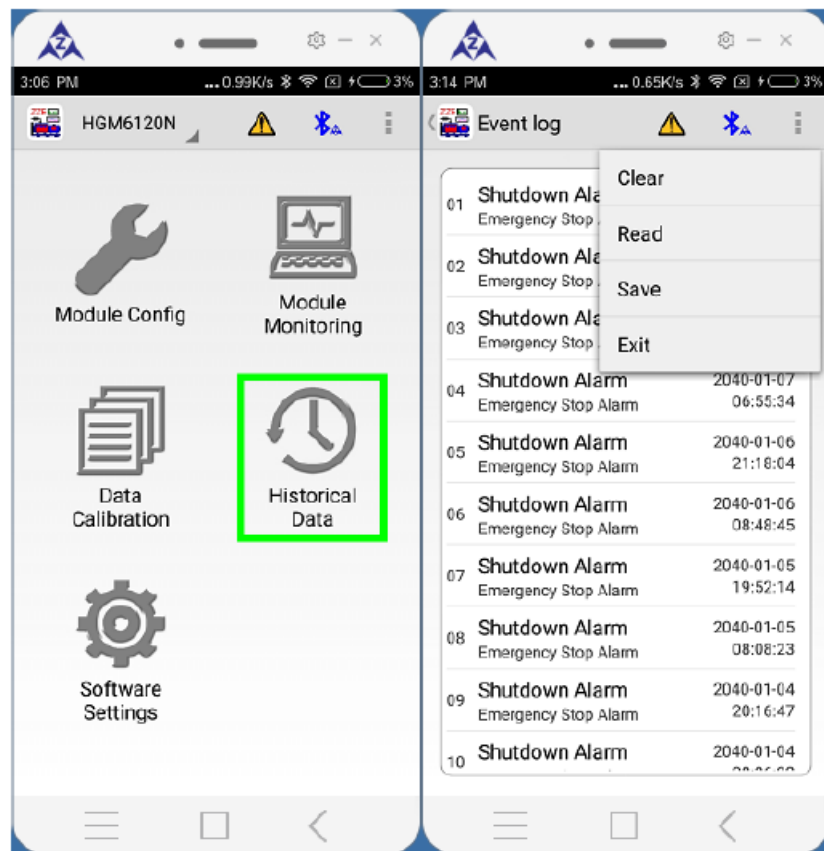 3:06 PM ... 0.99K/s 3%
HGM6120N
Module Config
Module
Monitoring
Data
Calibration
Historical
Data
Software
Settings
3:14 PM ... 0.65K/s 3%
Event log
Clear
Read
Save
Exit
01 Shutdown Ala
Emergency Stop
02 Shutdown Ala
Emergency Stop
03 Shutdown Ala
Emergency Stop
04 Shutdown Alarm 2040-01-07
Emergency Stop Alarm 06:55:34
05 Shutdown Alarm 2040-01-06
Emergency Stop Alarm 21:18:04
06 Shutdown Alarm 2040-01-06
Emergency Stop Alarm 08:48:45
07 Shutdown Alarm 2040-01-05
Emergency Stop Alarm 19:52:14
08 Shutdown Alarm 2040-01-05
Emergency Stop Alarm 08:08:23
09 Shutdown Alarm 2040-01-04
Emergency Stop Alarm 20:16:47
10 Shutdown Alarm 2040-01-04